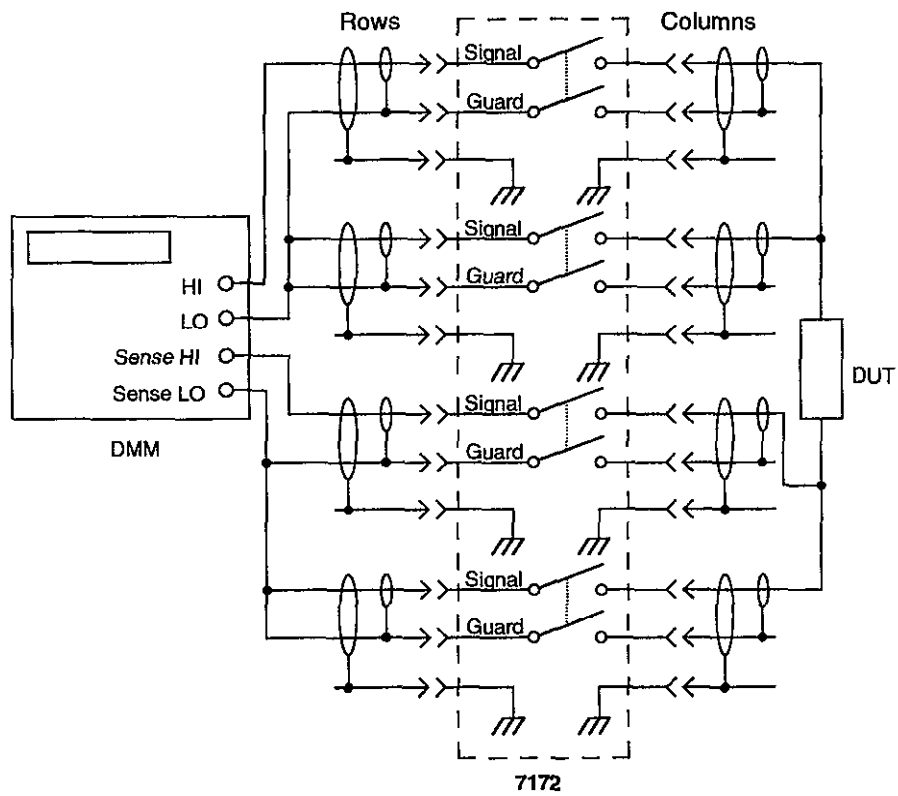 Rows
Columns
Signal
Guard
Signal
Guard
HI
LO
Sense HI
Sense LO
DMM
DUT
Signal
Guard
Signal
Guard
7172